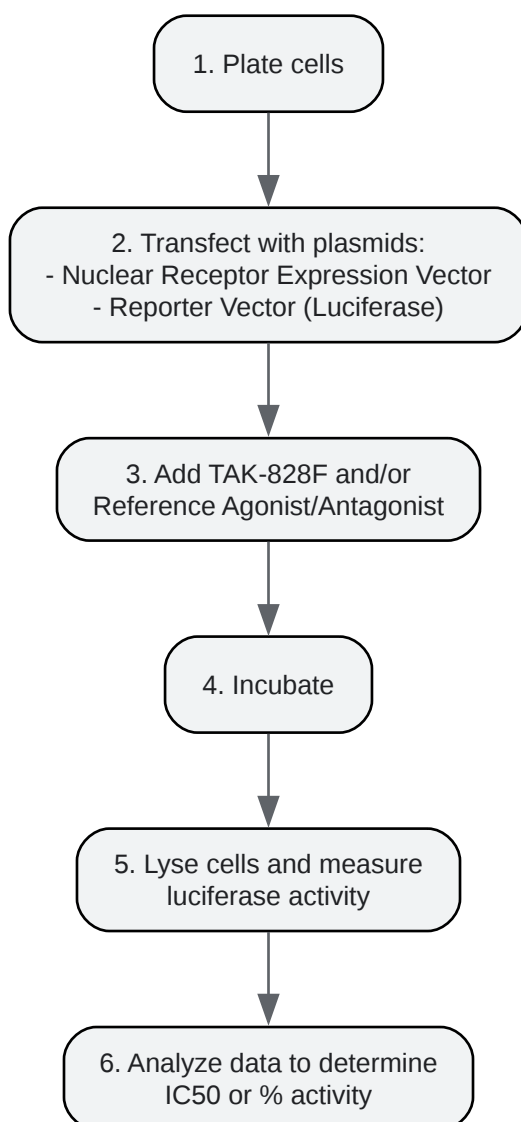 1. Plate cells
2. Transfect with plasmids:
- Nuclear Receptor Expression Vector
- Reporter Vector (Luciferase)
3. Add TAK-828F and/or
Reference Agonist/Antagonist
4. Incubate
5. Lyse cells and measure
luciferase activity
6. Analyze data to determine
IC50 or % activity